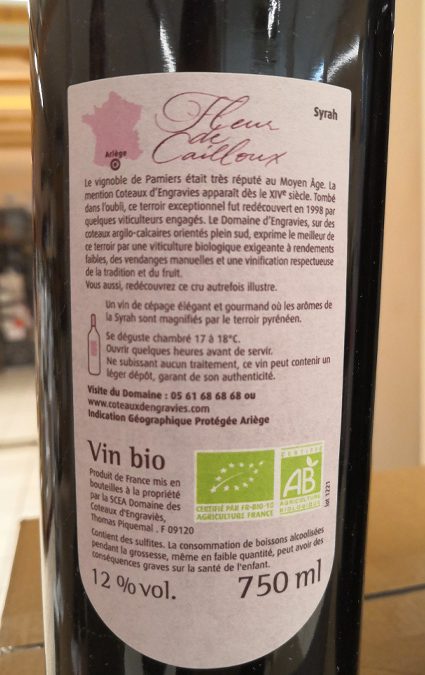 Fleur
de
Cailloux
Syrah
Ariège
Le vignoble de Pamiers était très réputé au Moyen Âge. La
mention Coteaux d'Engravies apparaît dès le XIVe siècle. Tombé
dans l'oubli, ce terroir exceptionnel fut redécouvert en 1998 par
quelques viticulteurs engagés. Le Domaine d'Engravies, sur des
coteaux argilo-calcaires orientés plein sud, exprime le meilleur de
ce terroir par une viticulture biologique exigeante à rendements
faibles, des vendanges manuelles et une vinification respectueuse
de la tradition et du fruit.
Vous aussi, redécouvrez ce cru autrefois illustre.
Un vin de cépage élégant et gourmand où les arômes de
la Syrah sont magnifiés par le terroir pyrénéen.
Se déguste chambré 17 à 18°C.
Ouvrir quelques heures avant de servir.
Ne subissant aucun traitement, ce vin peut contenir un
léger dépôt, garant de son authenticité.
Visite du Domaine : 05 61 68 68 68 ou
www.coteauxdengravies.com
Indication Géographique Protégée Ariège
Vin bio
Produit de France mis en
bouteilles à la propriété
par la SCEA Domaine des
Coteaux d'Engraviès,
Thomas Piquemal . F 09120
CERTIFIÉ PAR FR-BIO-10
AGRICULTURE FRANCE
AB
AGRICULTURE
BIOLOGIQUE
lot 1221
Contient des sulfites. La consommation de boissons alcoolisées
pendant la grossesse, même en faible quantité, peut avoir des
conséquences graves sur la santé de l'enfant.
12 % vol.
750 ml